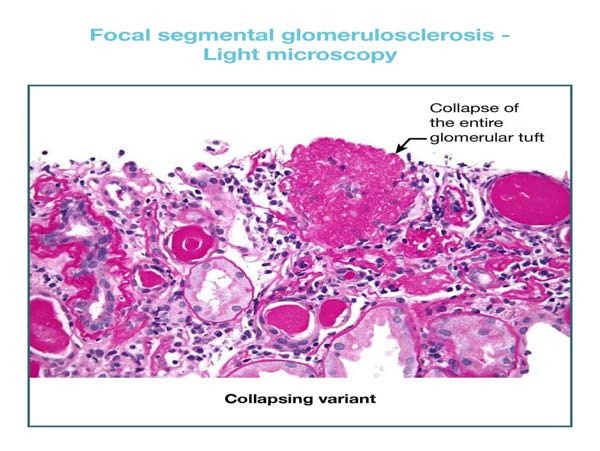 Focal segmental glomerulosclerosis -
Light microscopy
Collapse of
the entire
glomerular tuft
Collapsing variant